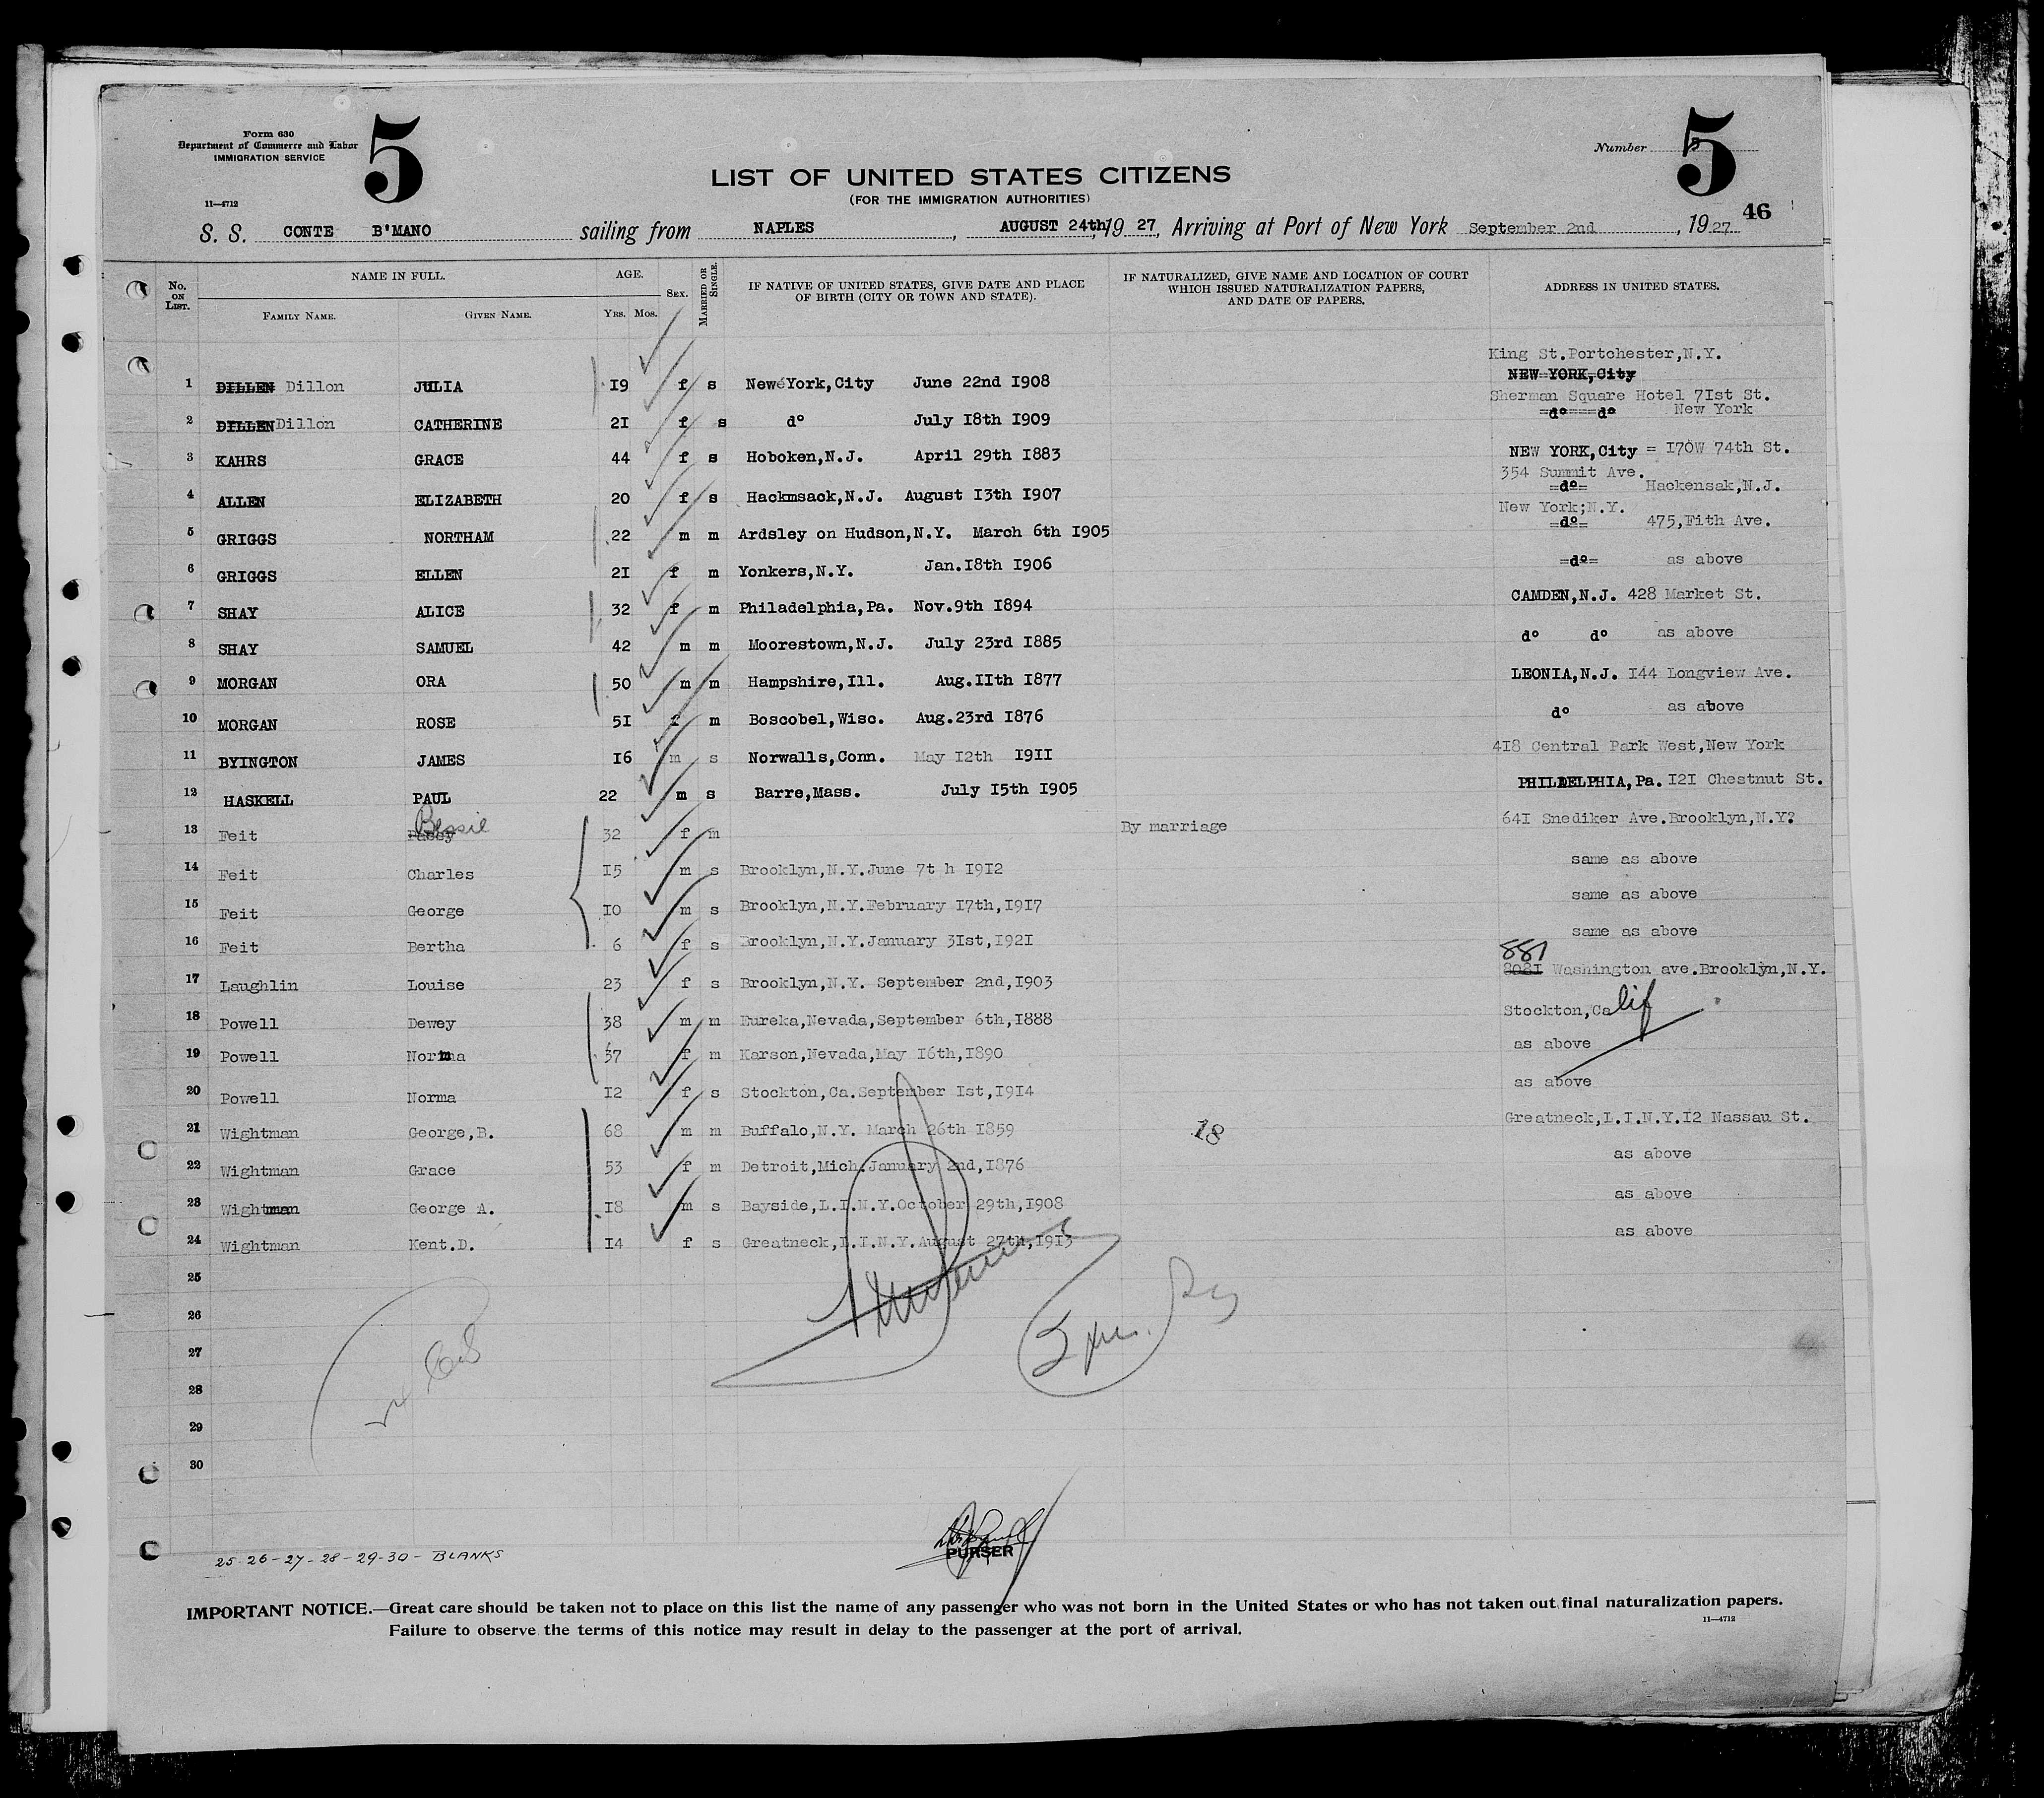 Form 630
Department of Commerce and Labor
IMMIGRATION SERVICE
11—4712
5
Number 5
5
46
LIST OF UNITED STATES CITIZENS
(FOR THE IMMIGRATION AUTHORITIES)
S. S. CONTE B'MANO sailing from NAPLES, AUGUST 24th, 1927, Arriving at Port of New York September 2nd, 1927
No. ON LIST. NAME IN FULL. AGE. SEX. MARRIED OR SINGLE. IF NATIVE OF UNITED STATES, GIVE DATE AND PLACE OF BIRTH (CITY OR TOWN AND STATE). IF NATURALIZED, GIVE NAME AND LOCATION OF COURT WHICH ISSUED NATURALIZATION PAPERS, AND DATE OF PAPERS. ADDRESS IN UNITED STATES.
FAMILY NAME. GIVEN NAME. YRS. MOS.
King St.Portchester,N.Y.
1 DILLEN Dillon JULIA 19 f s New York,City June 22nd 1908 NEW YORK,City
Sherman Square Hotel 71st St.
2 DILLEN Dillon CATHERINE 21 f s do July 18th 1909 =do===do New York
3 KAHRS GRACE 44 f s Hoboken,N.J. April 29th 1883 NEW YORK,City = 170W 74th St.
354 Summit Ave.
4 ALLEN ELIZABETH 20 f s Hackmsack,N.J. August 13th 1907 =do= Hackensak,N.J.
New York;N.Y.
5 GRIGGS NORTHAM 22 m m Ardsley on Hudson,N.Y. March 6th 1905 =do= 475,Fith Ave.
6 GRIGGS ELLEN 21 f m Yonkers,N.Y. Jan.18th 1906 =do= as above
7 SHAY ALICE 32 f m Philadelphia,Pa. Nov.9th 1894 CAMDEN,N.J. 428 Market St.
8 SHAY SAMUEL 42 m m Moorestown,N.J. July 23rd 1885 do do as above
9 MORGAN ORA 50 m m Hampshire,Ill. Aug.11th 1877 LEONIA,N.J. 144 Longview Ave.
10 MORGAN ROSE 51 f m Boscobel,Wisc. Aug.23rd 1876 do as above
11 BYINGTON JAMES 16 m s Norwalls,Conn. May 12th 1911 418 Central Park West,New York
12 HASKELL PAUL 22 m s Barre,Mass. July 15th 1905 PHILDELPHIA,Pa. 121 Chestnut St.
13 Feit Bessie 32 f m By marriage 641 Snediker Ave.Brooklyn,N.Y?
14 Feit Charles 15 m s Brooklyn,N.Y.June 7t h 1912 same as above
15 Feit George 10 m s Brooklyn,N.Y.February 17th,1917 same as above
16 Feit Bertha 6 f s Brooklyn,N.Y.January 31st,1921 same as above
881
17 Laughlin Louise 23 f s Brooklyn,N.Y. September 2nd,1903 8081 Washington ave.Brooklyn,N.Y.
18 Powell Dewey 38 m m Eureka,Nevada,September 6th,1888 Stockton,Calif
19 Powell Norma 37 f m Karson,Nevada,May 16th,1890 as above
20 Powell Norma 12 f s Stockton,Ca.September 1st,1914 as above
21 Wightman George,B. 68 m m Buffalo,N.Y. March 26th 1859 18 Greatneck,L.I.N.Y.12 Nassau St.
22 Wightman Grace 53 f m Detroit,Mich.January 2nd,1876 as above
23 Wightman George A. 18 m s Bayside,L.I.N.Y.October 29th,1908 as above
24 Wightman Kent.D. 14 f s Greatneck,L.I.N.Y.August 27th,1913 as above
25
26
27
28
29
30
PURSER
25-26-27-28-29-30- BLANKS
IMPORTANT NOTICE.—Great care should be taken not to place on this list the name of any passenger who was not born in the United States or who has not taken out final naturalization papers.
11—4712
Failure to observe the terms of this notice may result in delay to the passenger at the port of arrival.